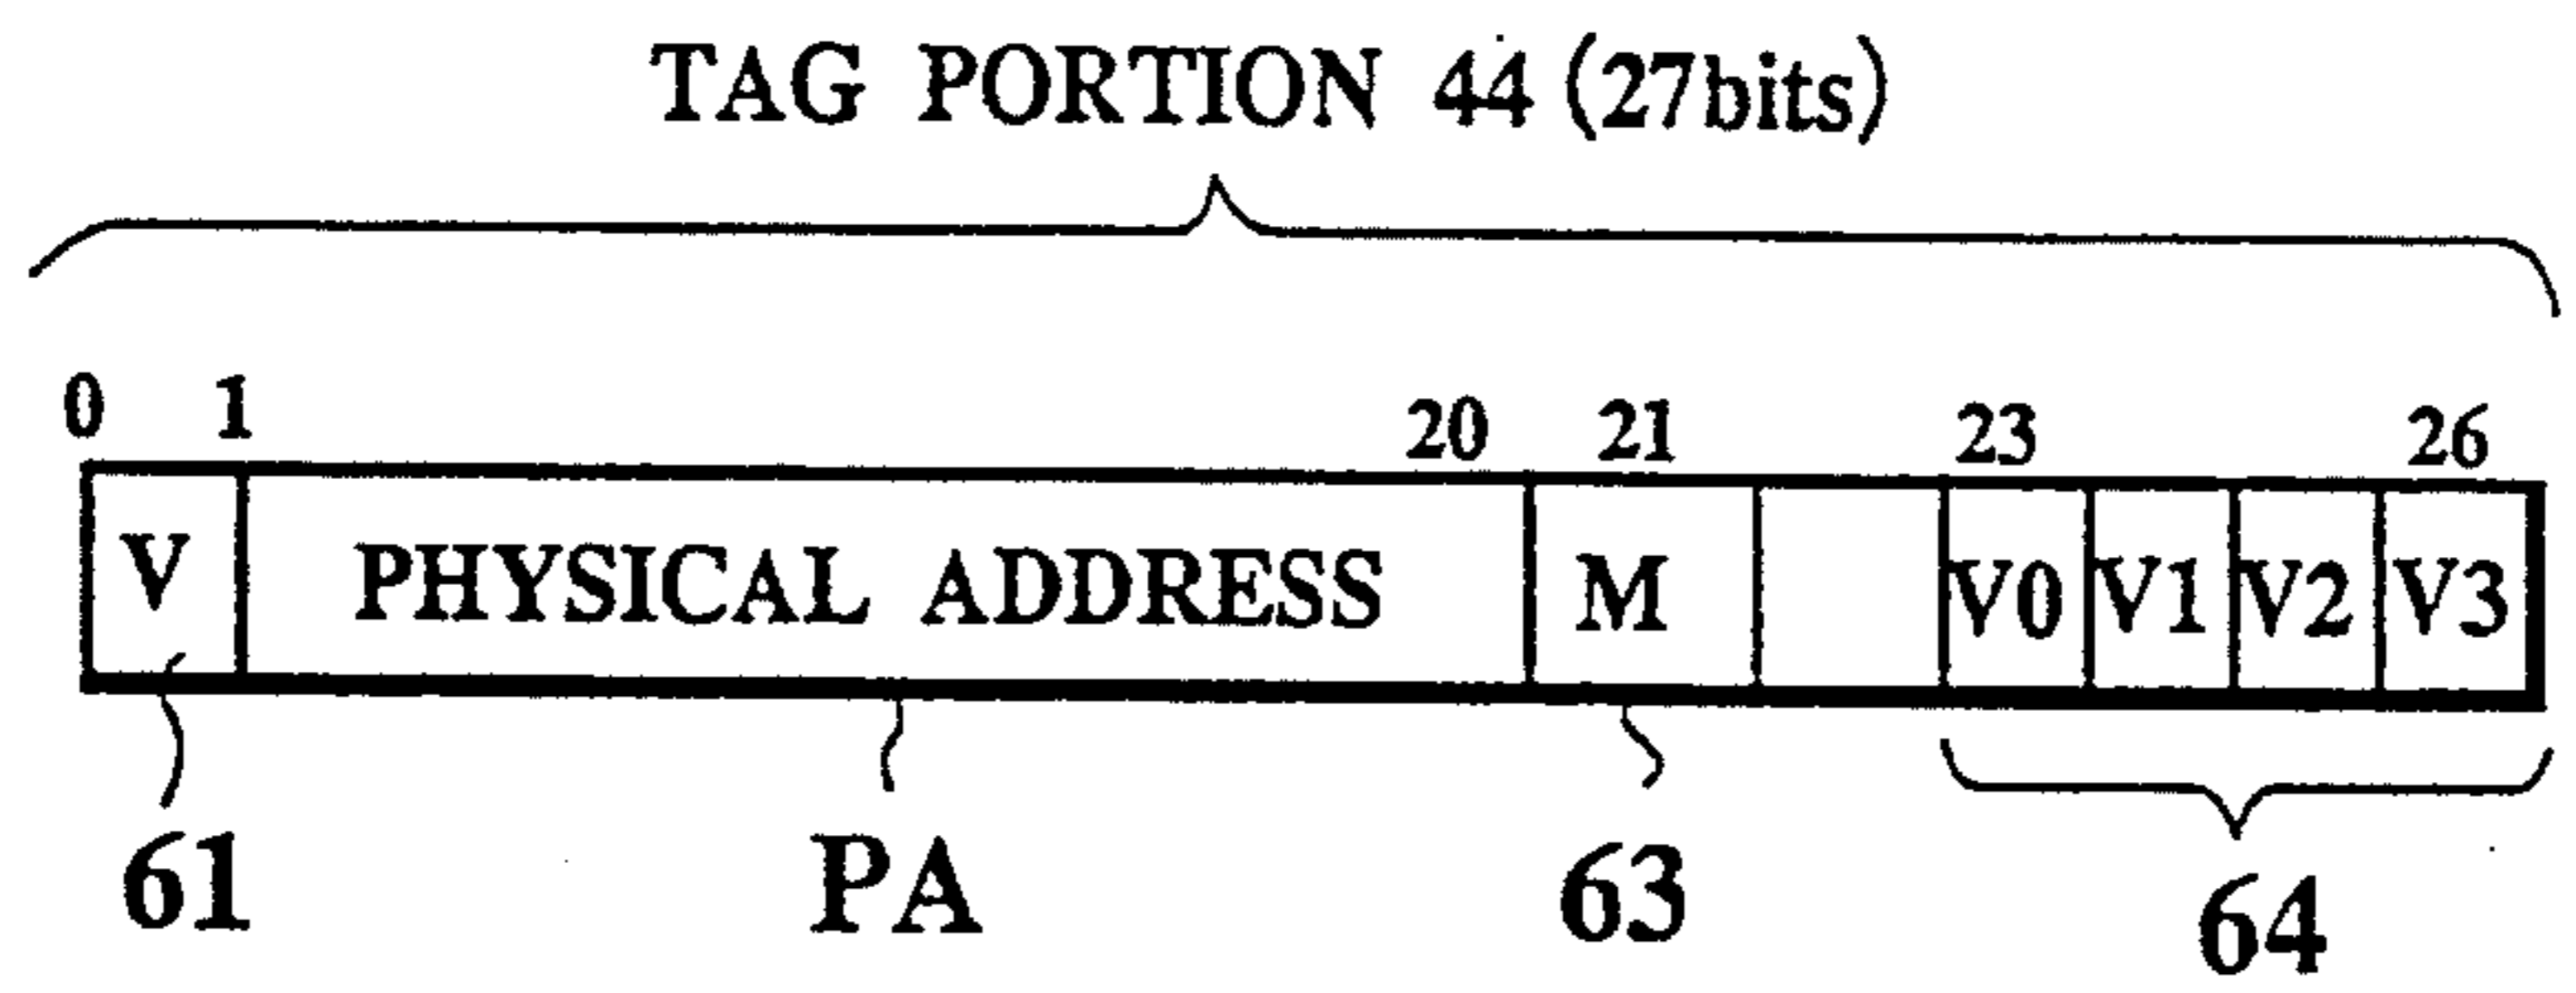 TAG PORTION 44 (27bits)
0 1 20 21 23 26
V PHYSICAL ADDRESS M V0 V1 V2 V3
61 PA 63 64